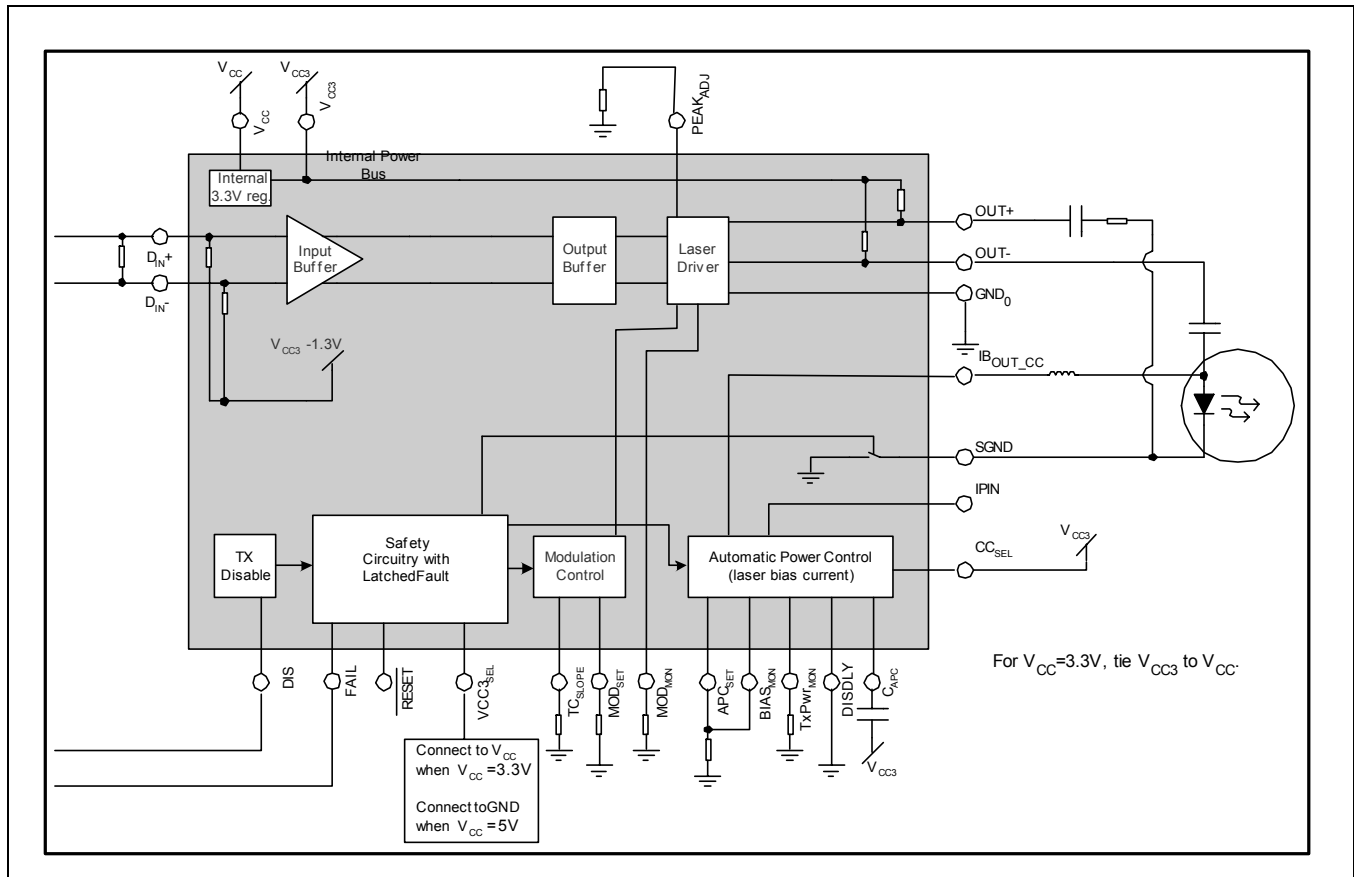 VCC
VCC3
VCC
VCC3
PEAKADJ
Internal Power
Bus
Internal
3.3V reg.
OUT+
DIN+
Input
Buffer
Output
Buffer
Laser
Driver
OUT-
DIN-
GND0
VCC3 -1.3V
IBOUT_CC
SGND
IPIN
VCC3
CCSEL
TX
Disable
Safety
Circuitry with
LatchedFault
Modulation
Control
Automatic Power Control
(laser bias current)
For VCC=3.3V, tie VCC3 to VCC.
DIS
FAIL
RESET
VCC3SEL
TCSLOPE
MODSET
MODMON
APCSET
BIASMON
TxPwrMON
DISDLY
CAPC
Connect to VCC
when VCC =3.3V
Connect toGND
when VCC = 5V
VCC3